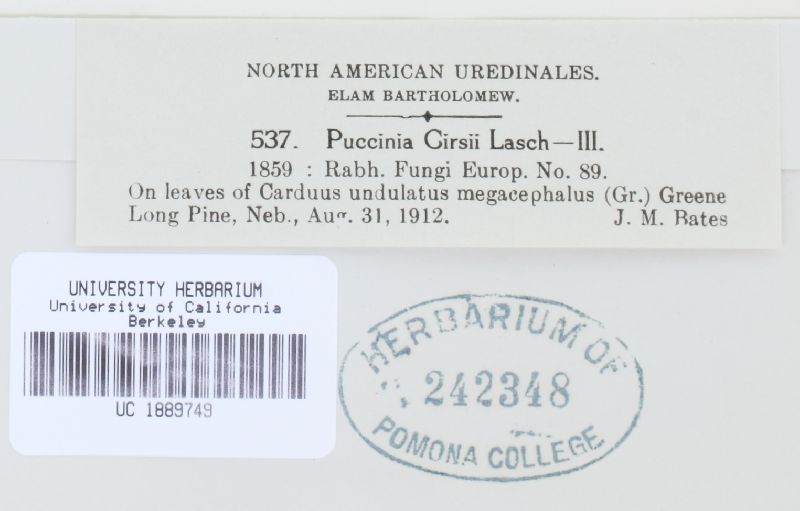 NORTH AMERICAN UREDINALES.
ELAM BARTHOLOMEW.
537. Puccinia Cirsii Lasch—III.
1859 : Rabh. Fungi Europ. No. 89.
On leaves of Carduus undulatus megacephalus (Gr.) Greene
Long Pine, Neb., Aug. 31, 1912. J. M. Bates
UNIVERSITY HERBARIUM
University of California
Berkeley
UC 1889749
HERBARIUM OF
242348
POMONA COLLEGE